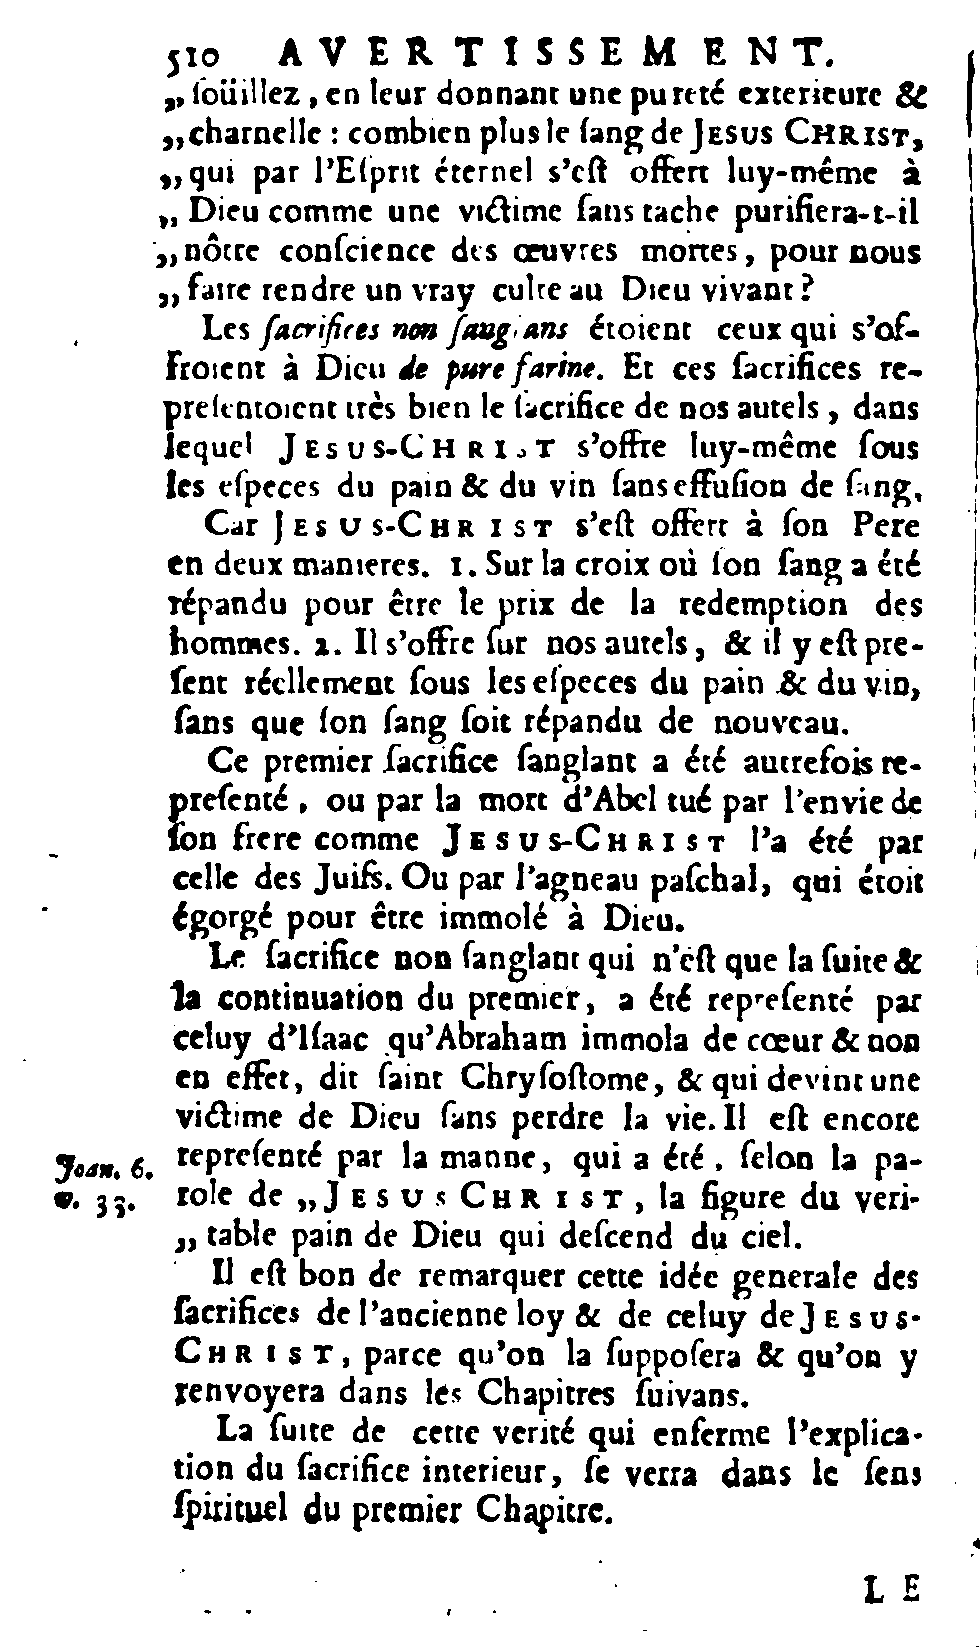 510 AVERTISSEMENT.
„ ſoüillez, en leur donnant une pureté exterieure &
„ charnelle : combien plus le ſang de JESUS CHRIST,
„ qui par l'Eſprit éternel s'eſt offert luy-même à
„ Dieu comme une victime ſans tache purifiera-t-il
„ nôtre conſcience des œuvres mortes, pour nous
„ faire rendre un vray culte au Dieu vivant ?
Les ſacrifices non ſanglans étoient ceux qui s'of-
froient à Dieu de pure farine. Et ces ſacrifices re-
preſentoient très bien le ſacrifice de nos autels, dans
lequel JESUS-CHRIST s'offre luy-même ſous
les eſpeces du pain & du vin ſans effuſion de ſang.
Car JESUS-CHRIST s'eſt offert à ſon Pere
en deux manieres. 1. Sur la croix où ſon ſang a été
répandu pour être le prix de la redemption des
hommes. 2. Il s'offre ſur nos autels, & il y eſt pre-
ſent réellement ſous les eſpeces du pain & du vin,
ſans que ſon ſang ſoit répandu de nouveau.
Ce premier ſacrifice ſanglant a été autrefois re-
preſenté, ou par la mort d'Abel tué par l'envie de
ſon frere comme JESUS-CHRIST l'a été par
celle des Juifs. Ou par l'agneau paſchal, qui étoit
égorgé pour être immolé à Dieu.
Le ſacrifice non ſanglant qui n'eſt que la ſuite &
la continuation du premier, a été repreſenté par
celuy d'Iſaac qu'Abraham immola de cœur & non
en effet, dit ſaint Chryſoſtome, & qui devint une
victime de Dieu ſans perdre la vie. Il eſt encore
Joan. 6. repreſenté par la manne, qui a été, ſelon la pa-
v. 33. role de „ JESUS CHRIST, la figure du veri-
„ table pain de Dieu qui deſcend du ciel.
Il eſt bon de remarquer cette idée generale des
ſacrifices de l'ancienne loy & de celuy de JESUS-
CHRIST, parce qu'on la ſuppoſera & qu'on y
renvoyera dans les Chapitres ſuivans.
La ſuite de cette verité qui enferme l'explica-
tion du ſacrifice interieur, ſe verra dans le ſens
ſpirituel du premier Chapitre.
LE